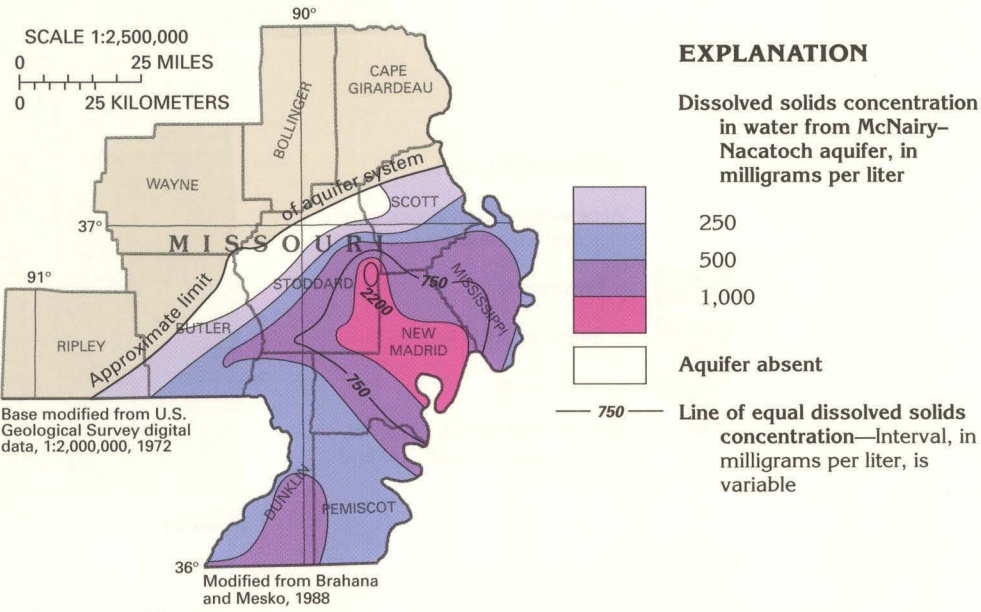 SCALE 1:2,500,000
0 25 MILES
0 25 KILOMETERS
90°
CAPE
GIRARDEAU
BOLLINGER
WAYNE
of aquifer system
SCOTT
37°
MISSOURI
91°
STODDARD
MISSISSIPPI
750
2200
Approximate limit
BUTLER
NEW
MADRID
RIPLEY
750
DUNKLIN
PEMISCOT
36°
Base modified from U.S.
Geological Survey digital
data, 1:2,000,000, 1972
Modified from Brahana
and Mesko, 1988
EXPLANATION
Dissolved solids concentration
in water from McNairy–
Nacatoch aquifer, in
milligrams per liter
250
500
1,000
Aquifer absent
750
Line of equal dissolved solids
concentration—Interval, in
milligrams per liter, is
variable